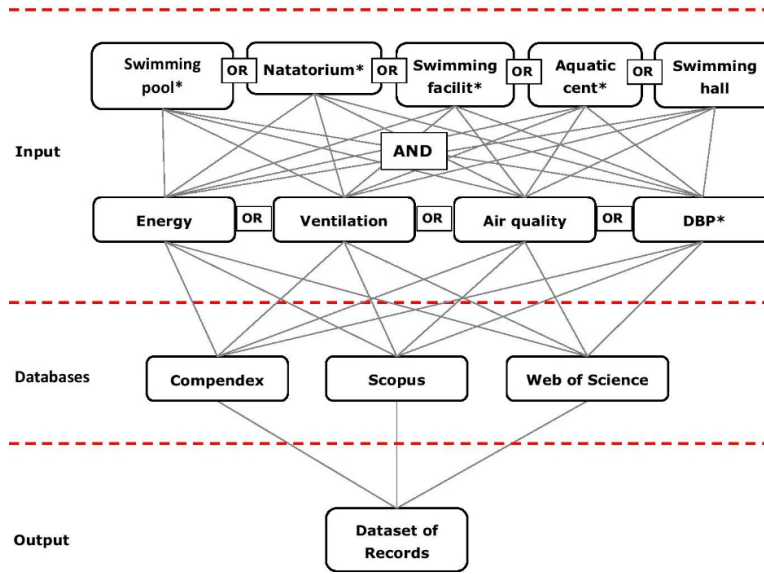 Swimming
pool*
OR
Natatorium*
OR
Swimming
facilit*
OR
Aquatic
cent*
OR
Swimming
hall
Input
AND
Energy
OR
Ventilation
OR
Air quality
OR
DBP*
Databases
Compendex
Scopus
Web of Science
Output
Dataset of
Records